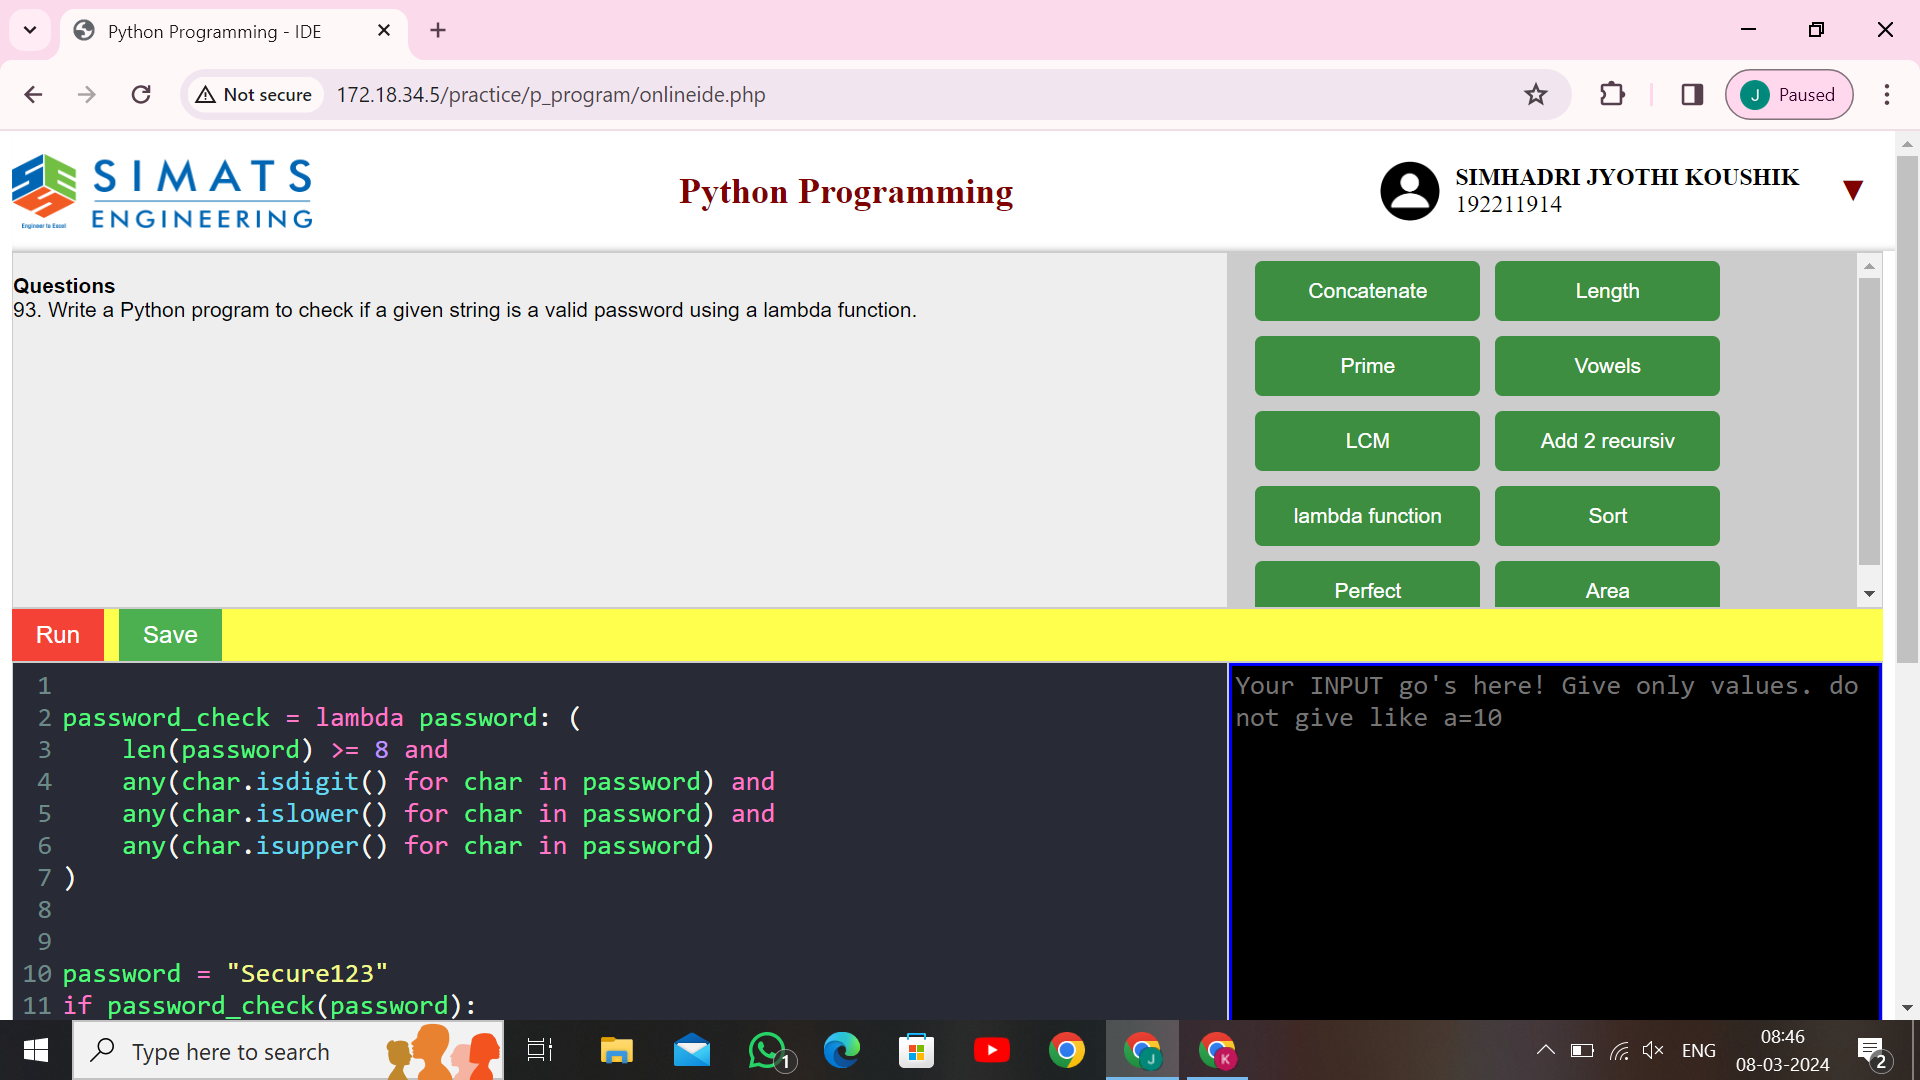 Python Programming - IDE
Not secure
172.18.34.5/practice/p_program/onlineide.php
J
Paused
SIMATS
ENGINEERING
Engineer to Excel
Python Programming
SIMHADRI JYOTHI KOUSHIK
192211914
Questions
93. Write a Python program to check if a given string is a valid password using a lambda function.
Concatenate
Length
Prime
Vowels
LCM
Add 2 recursiv
lambda function
Sort
Perfect
Area
Run
Save
1
2 password_check = lambda password: (
3     len(password) >= 8 and
4     any(char.isdigit() for char in password) and
5     any(char.islower() for char in password) and
6     any(char.isupper() for char in password)
7 )
8
9
10 password = "Secure123"
11 if password_check(password):
Your INPUT go's here! Give only values. do
not give like a=10
Type here to search
1
J
K
ENG
08:46
08-03-2024
2